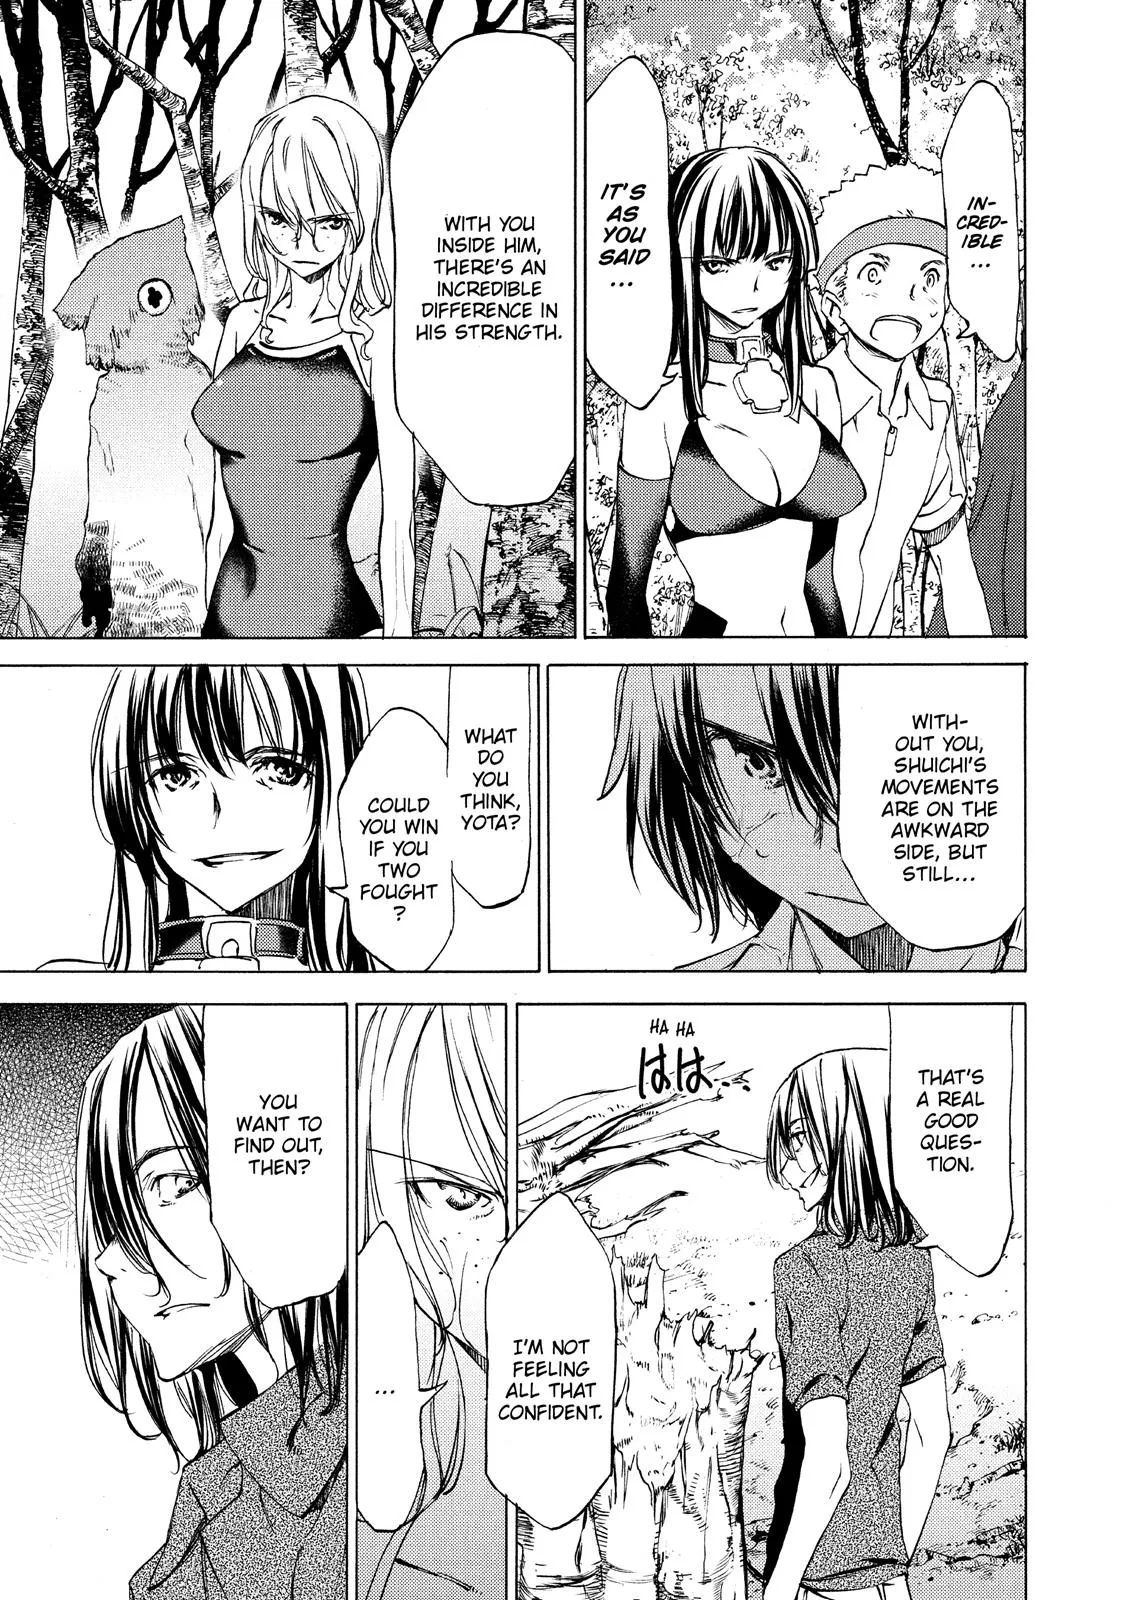 IN-
CRED-
IBLE
...
IT'S
AS
YOU
SAID
...
WITH YOU
INSIDE HIM,
THERE'S AN
INCREDIBLE
DIFFERENCE IN
HIS STRENGTH.
WITH-
OUT YOU,
SHUICHI'S
MOVEMENTS
ARE ON THE
AWKWARD
SIDE, BUT
STILL...
WHAT
DO
YOU
THINK,
YOTA?
COULD
YOU WIN
IF YOU
TWO
FOUGHT
?
THAT'S
A REAL
GOOD
QUES-
TION.
HA HA
はは…
I'M NOT
FEELING
ALL THAT
CONFIDENT.
...
YOU
WANT TO
FIND OUT,
THEN?